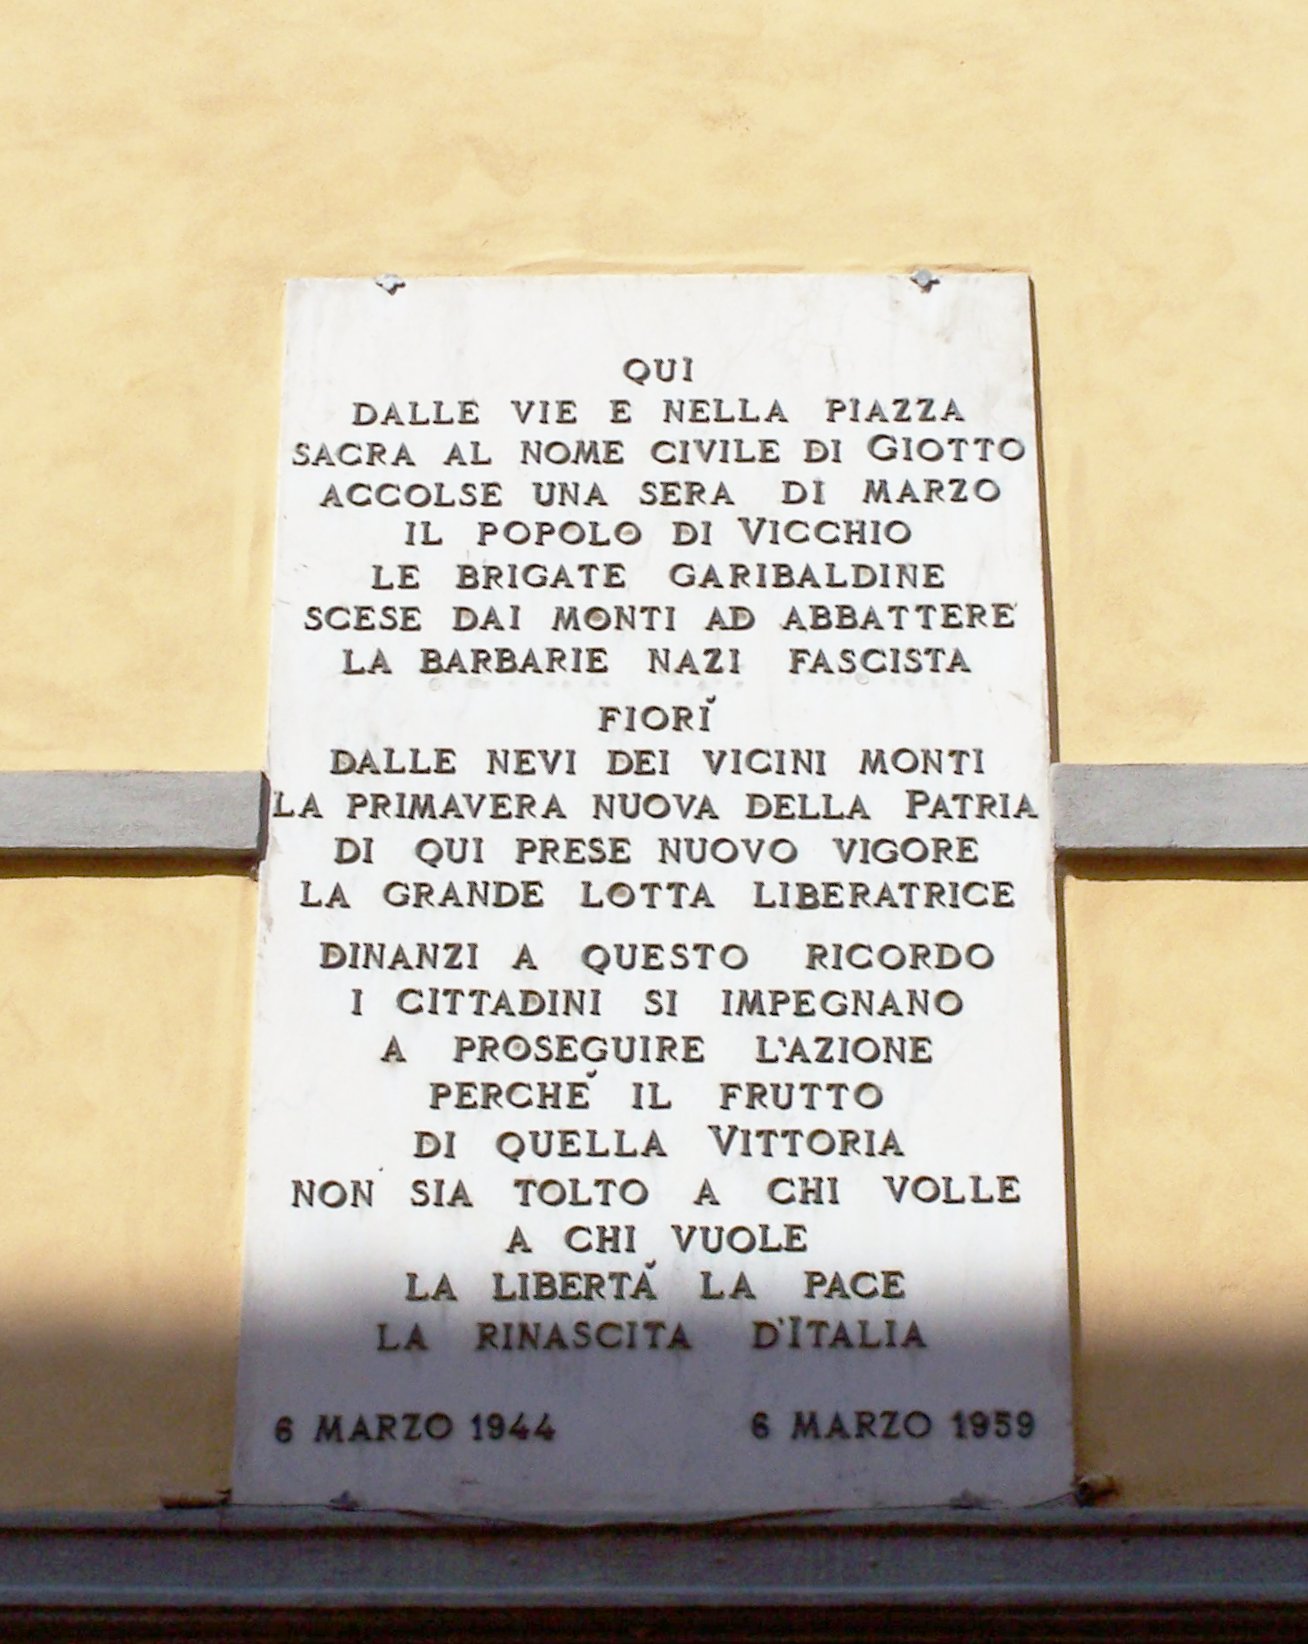 QUI
DALLE VIE E NELLA PIAZZA
SACRA AL NOME CIVILE DI GIOTTO
ACCOLSE UNA SERA DI MARZO
IL POPOLO DI VICCHIO
LE BRIGATE GARIBALDINE
SCESE DAI MONTI AD ABBATTERE
LA BARBARIE NAZI FASCISTA
FIORÌ
DALLE NEVI DEI VICINI MONTI
LA PRIMAVERA NUOVA DELLA PATRIA
DI QUI PRESE NUOVO VIGORE
LA GRANDE LOTTA LIBERATRICE
DINANZI A QUESTO RICORDO
I CITTADINI SI IMPEGNANO
A PROSEGUIRE L'AZIONE
PERCHÉ IL FRUTTO
DI QUELLA VITTORIA
NON SIA TOLTO A CHI VOLLE
A CHI VUOLE
LA LIBERTÀ LA PACE
LA RINASCITA D'ITALIA
6 MARZO 1944 6 MARZO 1959